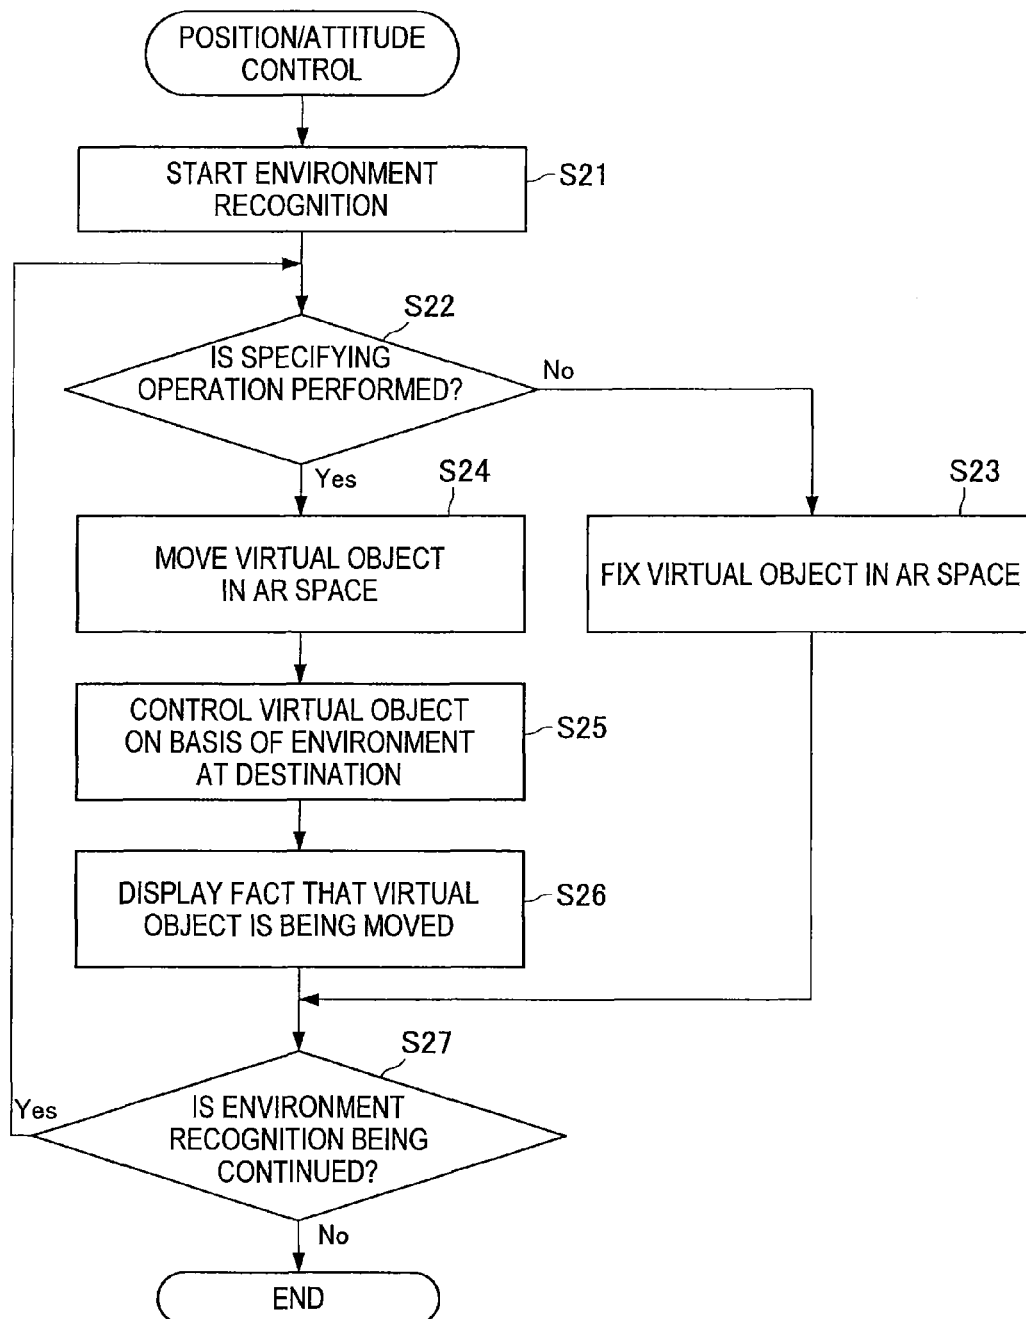 POSITION/ATTITUDE
CONTROL
START ENVIRONMENT
RECOGNITION
S21
S22
IS SPECIFYING
OPERATION PERFORMED?
No
Yes
S24
S23
MOVE VIRTUAL OBJECT
IN AR SPACE
FIX VIRTUAL OBJECT IN AR SPACE
CONTROL VIRTUAL OBJECT
ON BASIS OF ENVIRONMENT
AT DESTINATION
S25
DISPLAY FACT THAT VIRTUAL
OBJECT IS BEING MOVED
S26
S27
Yes
IS ENVIRONMENT
RECOGNITION BEING
CONTINUED?
No
END